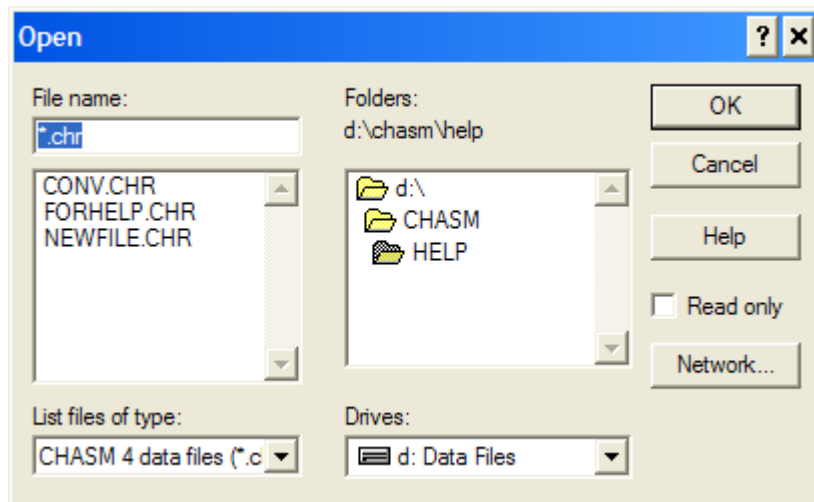 Open
File name:
*.chr
CONV.CHR
FORHELP.CHR
NEWFILE.CHR
List files of type:
CHASM 4 data files (*.c
Folders:
d:\chasm\help
d:\
CHASM
HELP
Drives:
d: Data Files
OK
Cancel
Help
Read only
Network...